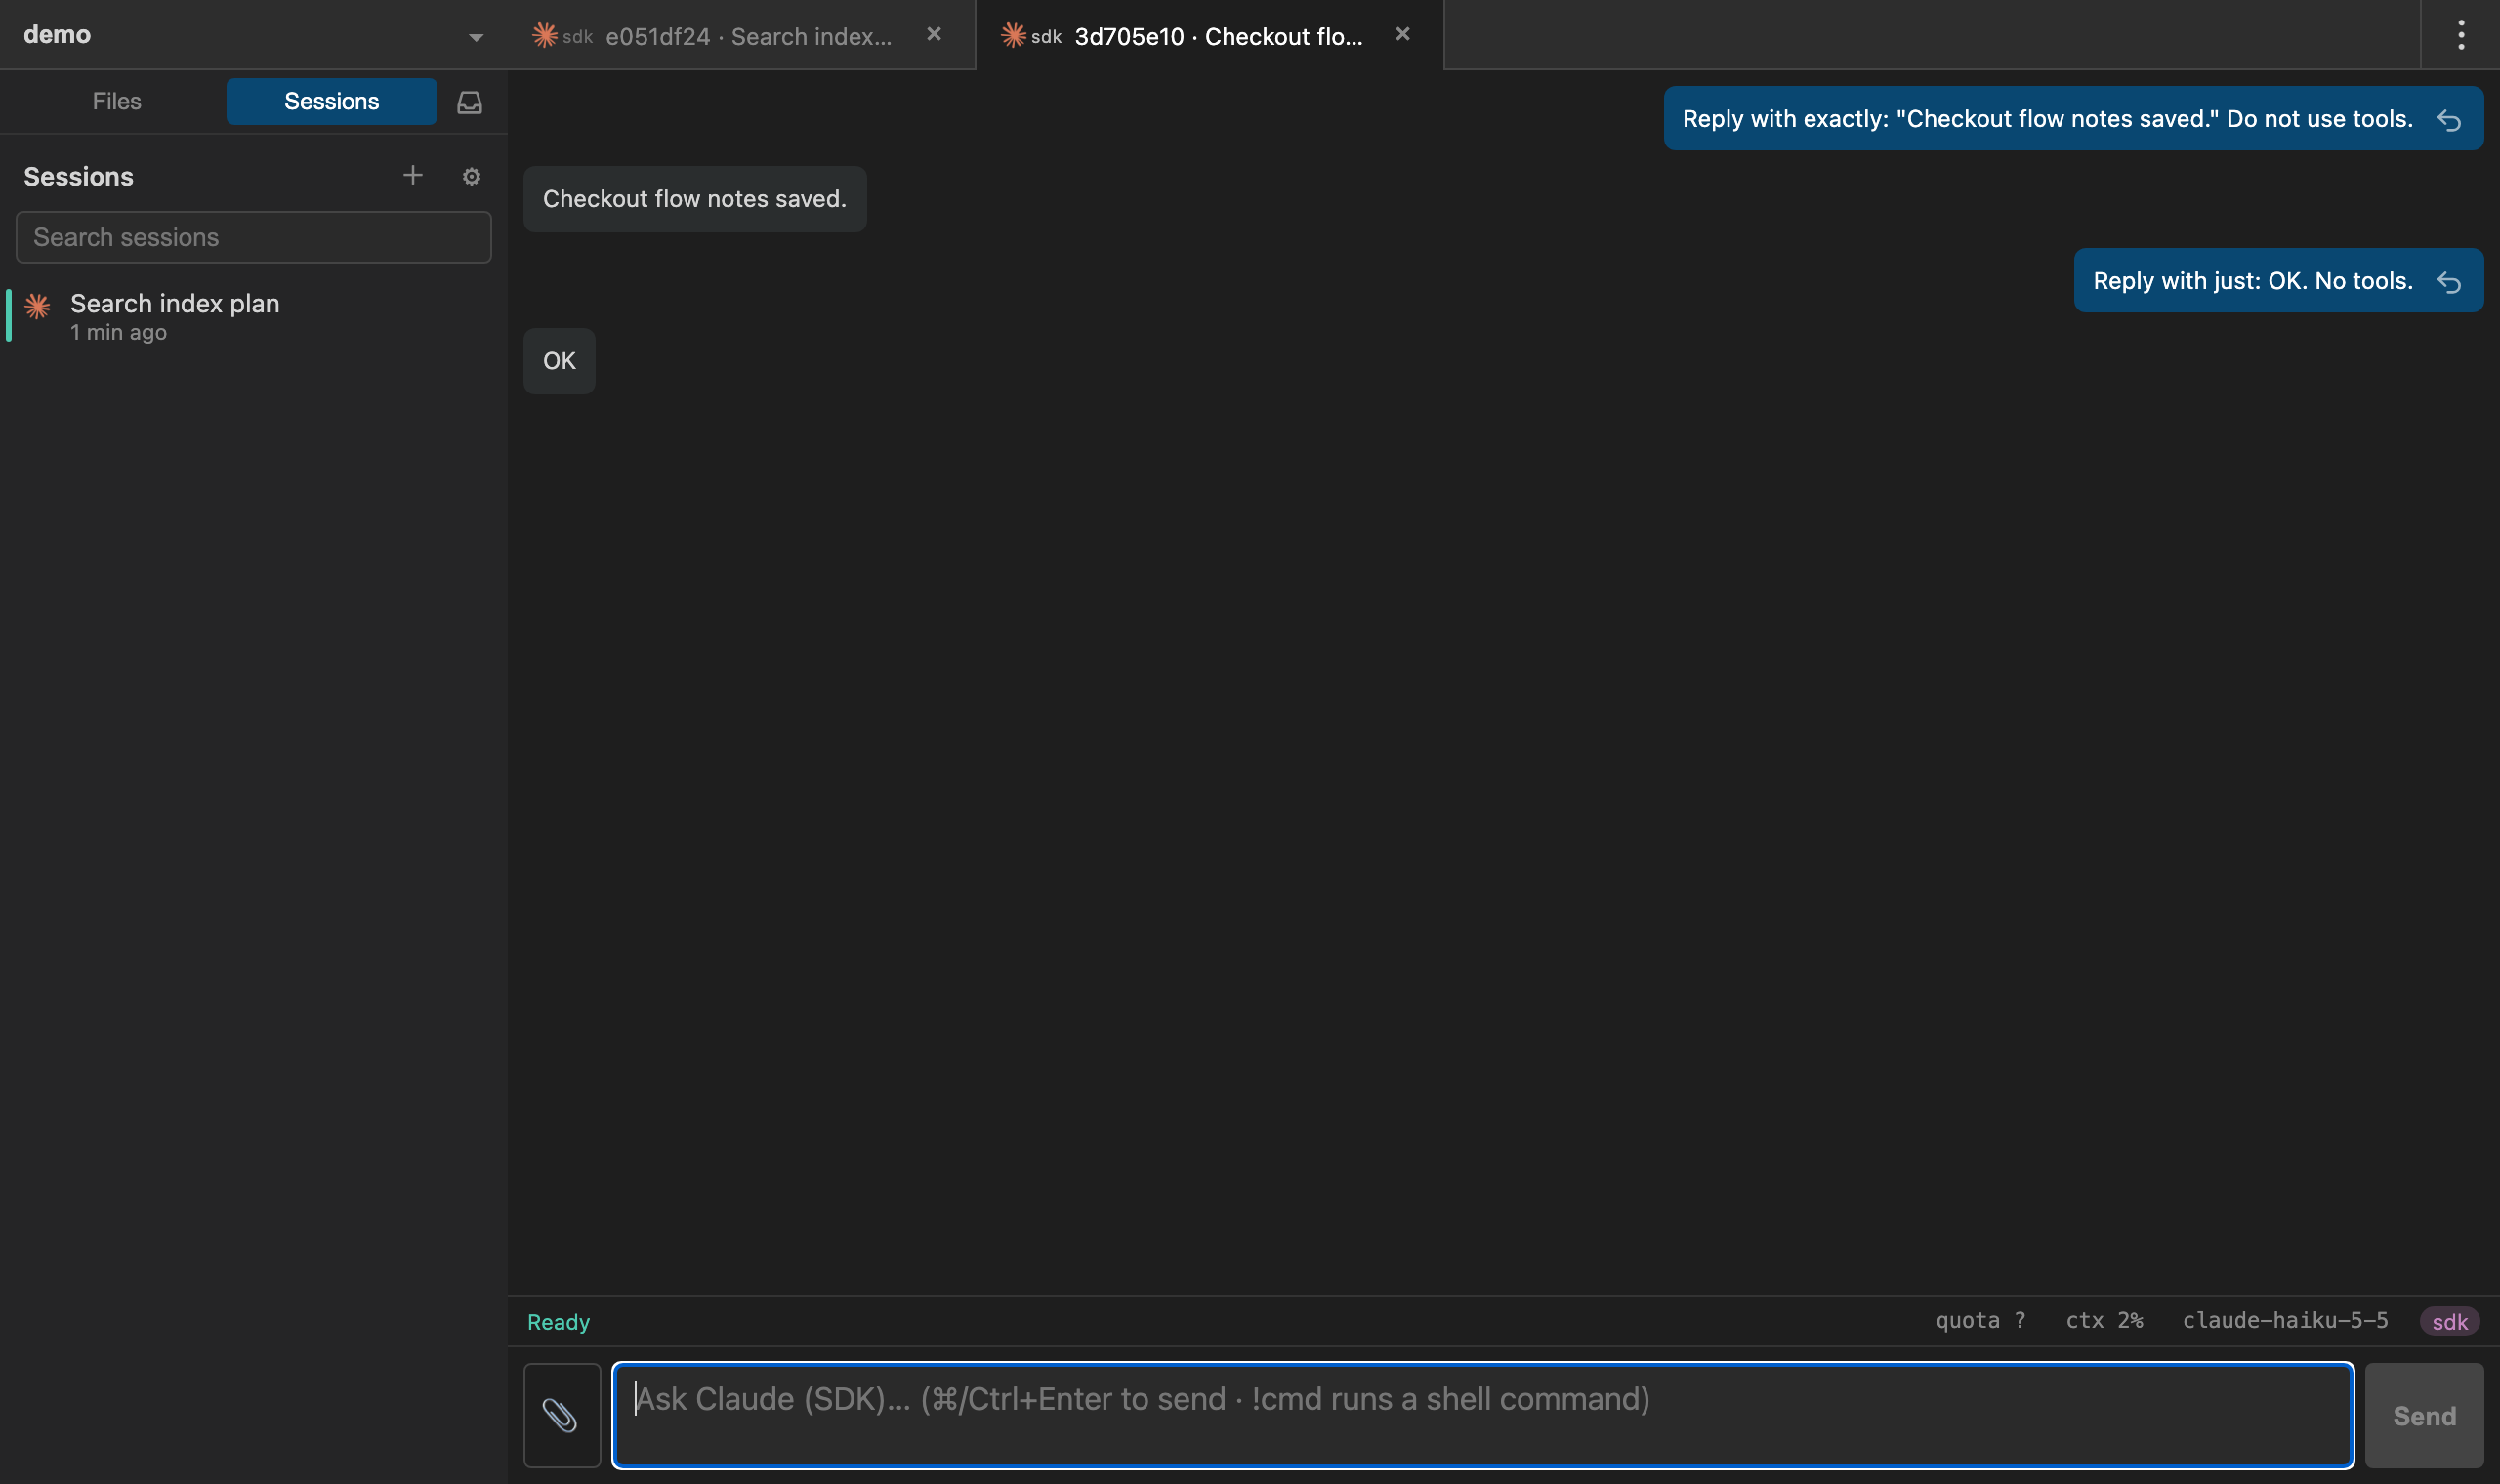 demo
sdk e051df24 · Search index...
sdk 3d705e10 · Checkout flo...
Files
Sessions
Sessions
Search sessions
Search index plan
1 min ago
Reply with exactly: "Checkout flow notes saved." Do not use tools.
Checkout flow notes saved.
Reply with just: OK. No tools.
OK
Ready
quota ?
ctx 2%
claude-haiku-5-5
sdk
Ask Claude (SDK)... (⌘/Ctrl+Enter to send · !cmd runs a shell command)
Send